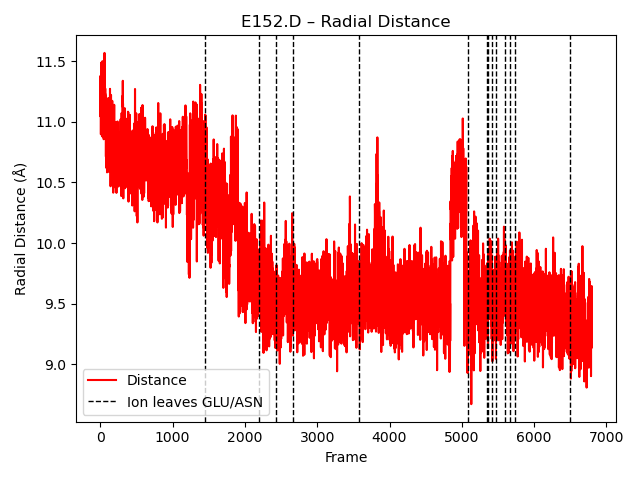 E152.D – Radial Distance
Radial Distance (Å)
11.5
11.0
10.5
10.0
9.5
9.0
Distance
Ion leaves GLU/ASN
0
1000
2000
3000
4000
5000
6000
7000
Frame